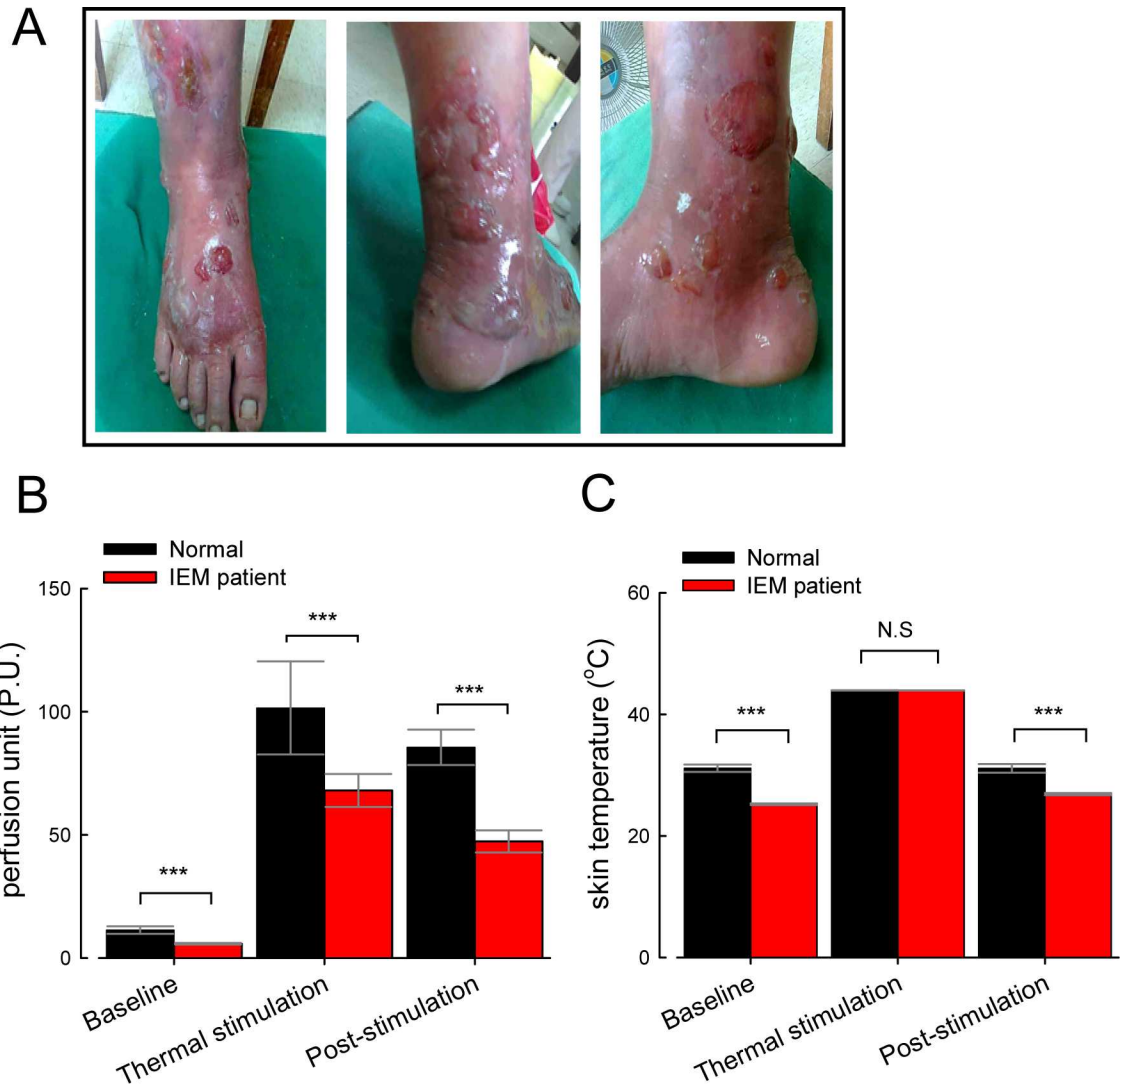 A
B
Normal
IEM patient
perfusion unit (P.U.)
150
100
50
0
***
***
***
Baseline
Thermal stimulation
Post-stimulation
C
Normal
IEM patient
skin temperature (°C)
60
40
20
0
***
N.S
***
Baseline
Thermal stimulation
Post-stimulation